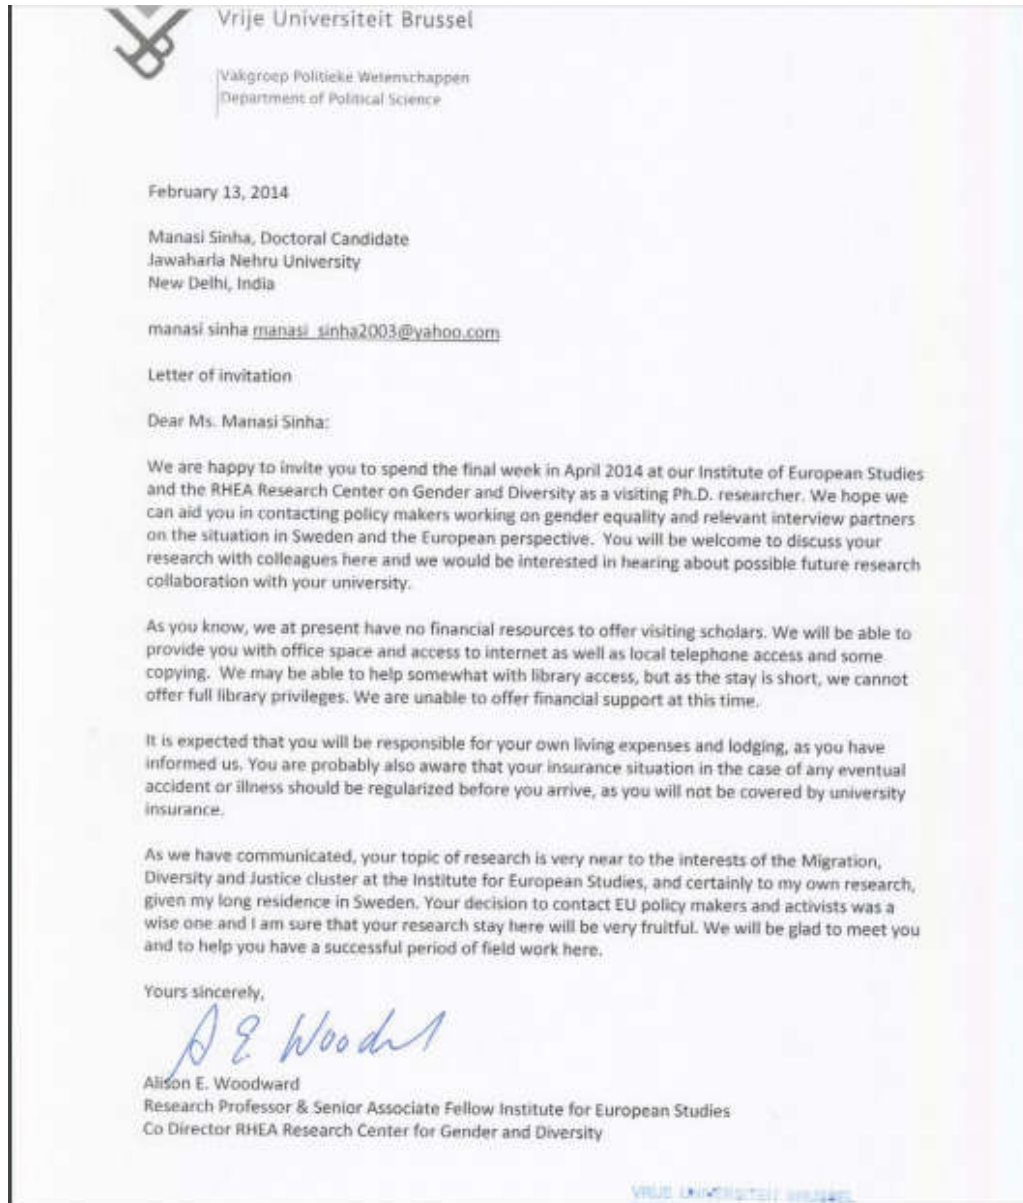 Vrije Universiteit Brussel
Vakgroep Politieke Wetenschappen
Department of Political Science
February 13, 2014
Manasi Sinha, Doctoral Candidate
Jawaharla Nehru University
New Delhi, India
manasi sinha manasi_sinha2003@yahoo.com
Letter of invitation
Dear Ms. Manasi Sinha:
We are happy to invite you to spend the final week in April 2014 at our Institute of European Studies
and the RHEA Research Center on Gender and Diversity as a visiting Ph.D. researcher. We hope we
can aid you in contacting policy makers working on gender equality and relevant interview partners
on the situation in Sweden and the European perspective.  You will be welcome to discuss your
research with colleagues here and we would be interested in hearing about possible future research
collaboration with your university.
As you know, we at present have no financial resources to offer visiting scholars. We will be able to
provide you with office space and access to internet as well as local telephone access and some
copying.  We may be able to help somewhat with library access, but as the stay is short, we cannot
offer full library privileges. We are unable to offer financial support at this time.
It is expected that you will be responsible for your own living expenses and lodging, as you have
informed us. You are probably also aware that your insurance situation in the case of any eventual
accident or illness should be regularized before you arrive, as you will not be covered by university
insurance.
As we have communicated, your topic of research is very near to the interests of the Migration,
Diversity and Justice cluster at the Institute for European Studies, and certainly to my own research,
given my long residence in Sweden. Your decision to contact EU policy makers and activists was a
wise one and I am sure that your research stay here will be very fruitful. We will be glad to meet you
and to help you have a successful period of field work here.
Yours sincerely,
A E Woodward
Alison E. Woodward
Research Professor & Senior Associate Fellow Institute for European Studies
Co Director RHEA Research Center for Gender and Diversity
VRIJE UNIVERSITEIT BRUSSEL